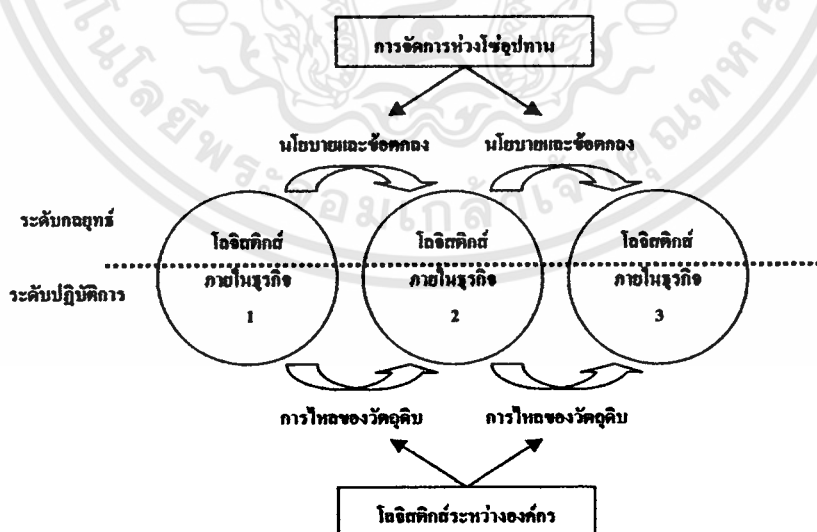 การจัดการห่วงโซ่อุปทาน
นโยบายและข้อตกลง นโยบายและข้อตกลง
ระดับกลยุทธ์
โลจิสติกส์ โลจิสติกส์ โลจิสติกส์
ระดับปฏิบัติการ
ภายในธุรกิจ ภายในธุรกิจ ภายในธุรกิจ
1 2 3
การไหลของวัตถุดิบ การไหลของวัตถุดิบ
โลจิสติกส์ระหว่างองค์กร